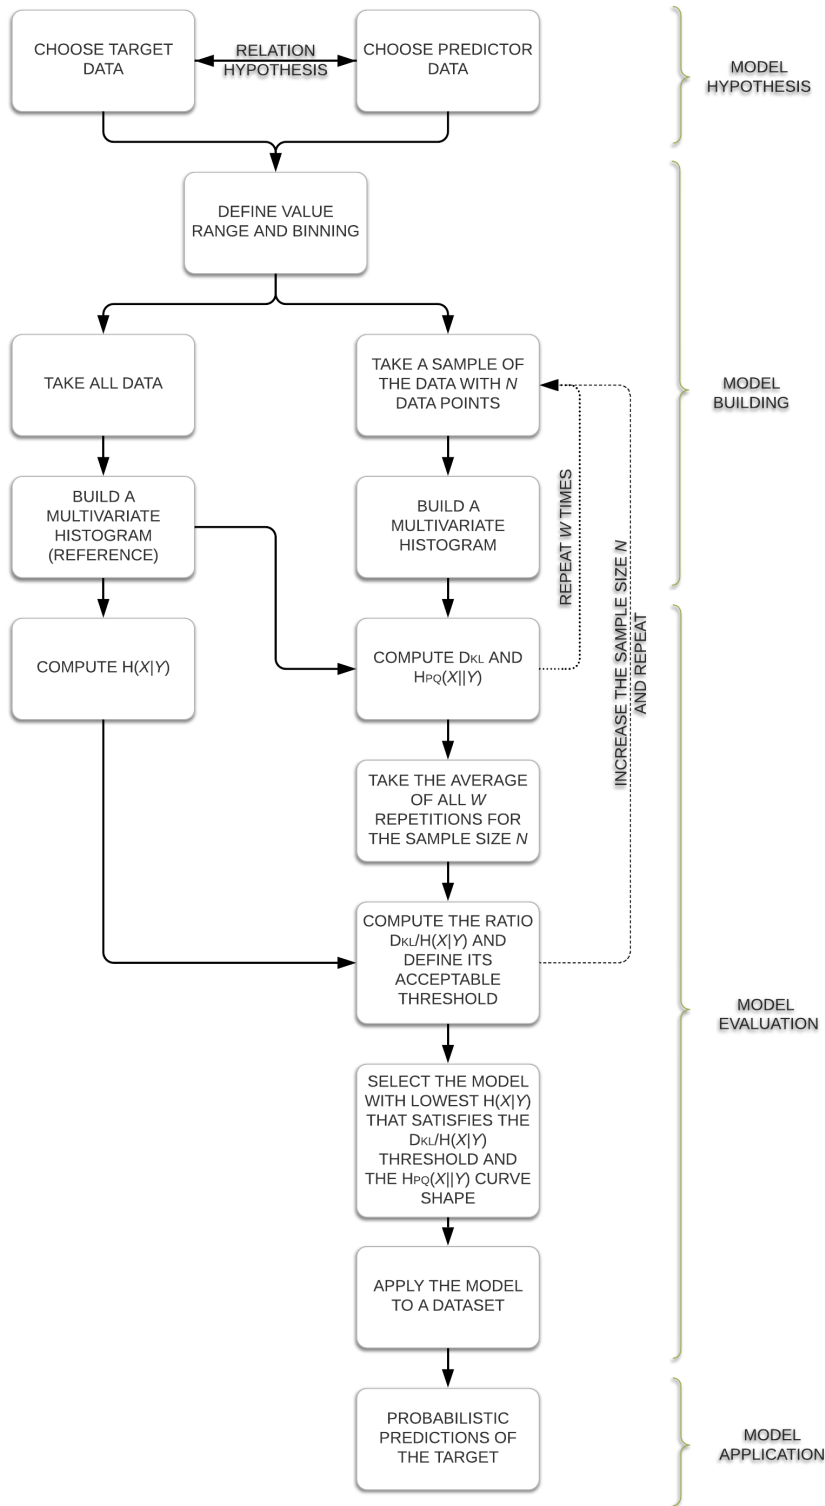 CHOOSE TARGET
DATA
RELATION
HYPOTHESIS
CHOOSE PREDICTOR
DATA
MODEL
HYPOTHESIS
DEFINE VALUE
RANGE AND BINNING
TAKE ALL DATA
TAKE A SAMPLE OF
THE DATA WITH N
DATA POINTS
MODEL
BUILDING
BUILD A
MULTIVARIATE
HISTOGRAM
(REFERENCE)
BUILD A
MULTIVARIATE
HISTOGRAM
REPEAT W TIMES
INCREASE THE SAMPLE SIZE N
AND REPEAT
COMPUTE H(X|Y)
COMPUTE DKL AND
HPQ(X||Y)
TAKE THE AVERAGE
OF ALL W
REPETITIONS FOR
THE SAMPLE SIZE N
COMPUTE THE RATIO
DKL/H(X|Y) AND
DEFINE ITS
ACCEPTABLE
THRESHOLD
MODEL
EVALUATION
SELECT THE MODEL
WITH LOWEST H(X|Y)
THAT SATISFIES THE
DKL/H(X|Y)
THRESHOLD AND
THE HPQ(X||Y) CURVE
SHAPE
APPLY THE MODEL
TO A DATASET
PROBABILISTIC
PREDICTIONS OF
THE TARGET
MODEL
APPLICATION